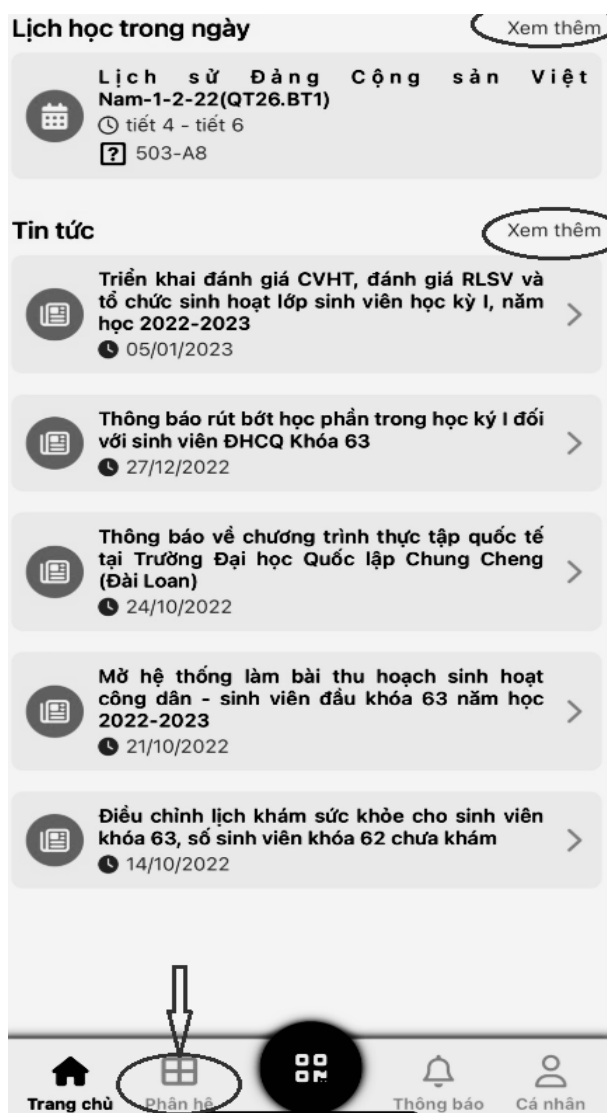 Lịch học trong ngày
Xem thêm
Lịch sử Đảng Cộng sản Việt
Nam-1-2-22(QT26.BT1)
tiết 4 - tiết 6
? 503-A8
Tin tức
Xem thêm
Triển khai đánh giá CVHT, đánh giá RLSV và
tổ chức sinh hoạt lớp sinh viên học kỳ I, năm
học 2022-2023
05/01/2023
Thông báo rút bớt học phần trong học ký I đối
với sinh viên ĐHCQ Khóa 63
27/12/2022
Thông báo về chương trình thực tập quốc tế
tại Trường Đại học Quốc lập Chung Cheng
(Đài Loan)
24/10/2022
Mở hệ thống làm bài thu hoạch sinh hoạt
công dân - sinh viên đầu khóa 63 năm học
2022-2023
21/10/2022
Điều chỉnh lịch khám sức khỏe cho sinh viên
khóa 63, số sinh viên khóa 62 chưa khám
14/10/2022
Trang chủ
Phân hệ
Thông báo
Cá nhân